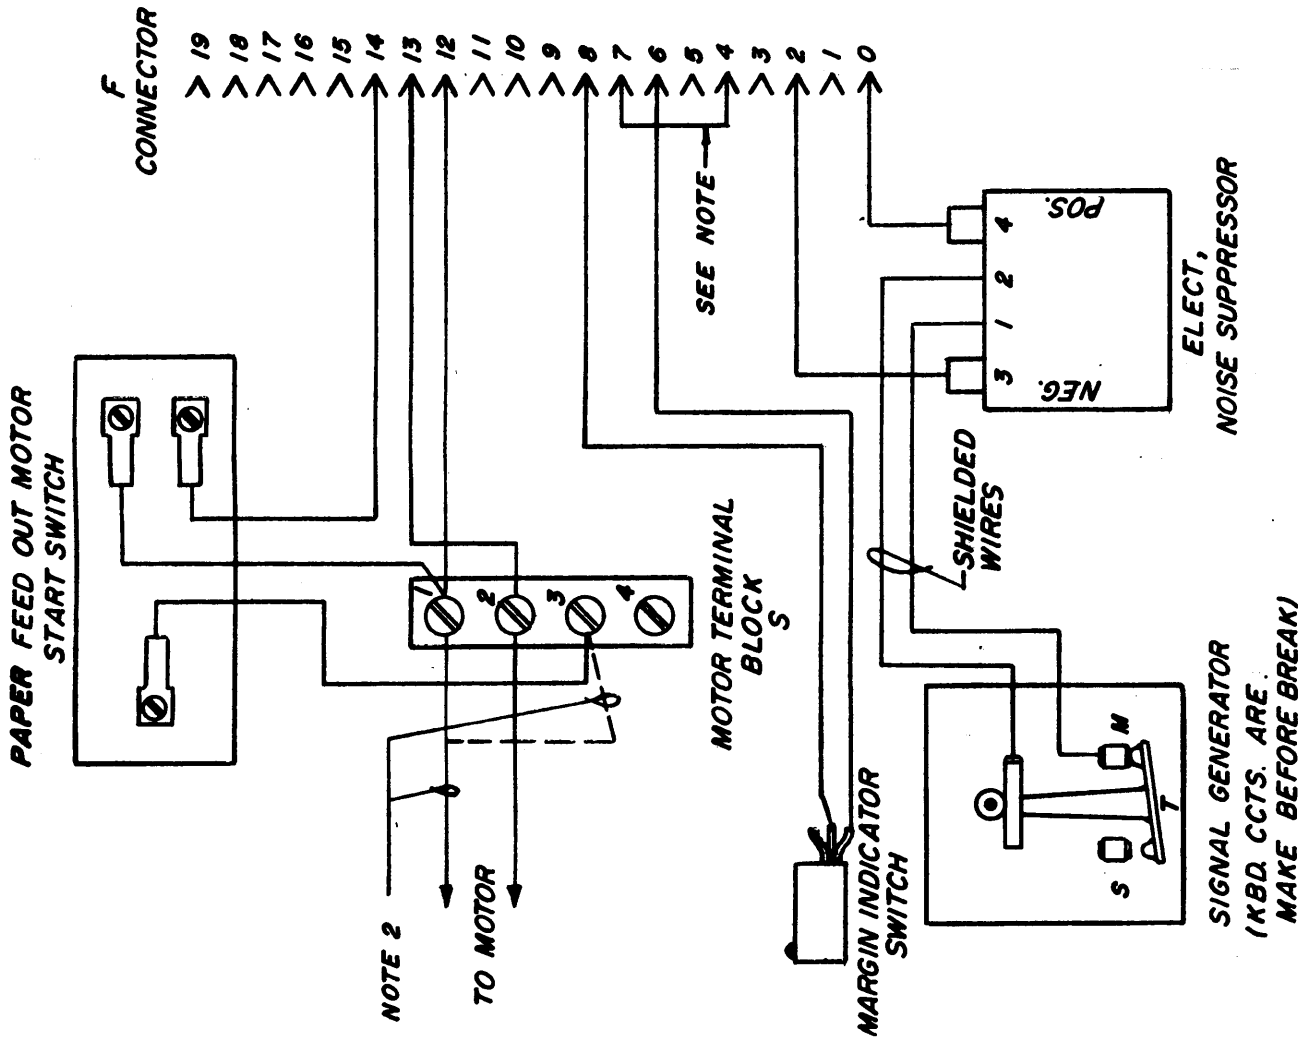 PAPER FEED OUT MOTOR
START SWITCH
F
CONNECTOR
19
18
17
16
15
14
13
12
11
10
9
8
7
6
5
4
3
2
1
0
SEE NOTE
1
2
3
4
MOTOR TERMINAL
BLOCK
S
NOTE 2
TO MOTOR
MARGIN INDICATOR
SWITCH
SHIELDED
WIRES
3
1
2
4
NEG.
POS.
ELECT,
NOISE SUPPRESSOR
S
M
T
SIGNAL GENERATOR
(KBD. CCTS. ARE
MAKE BEFORE BREAK)